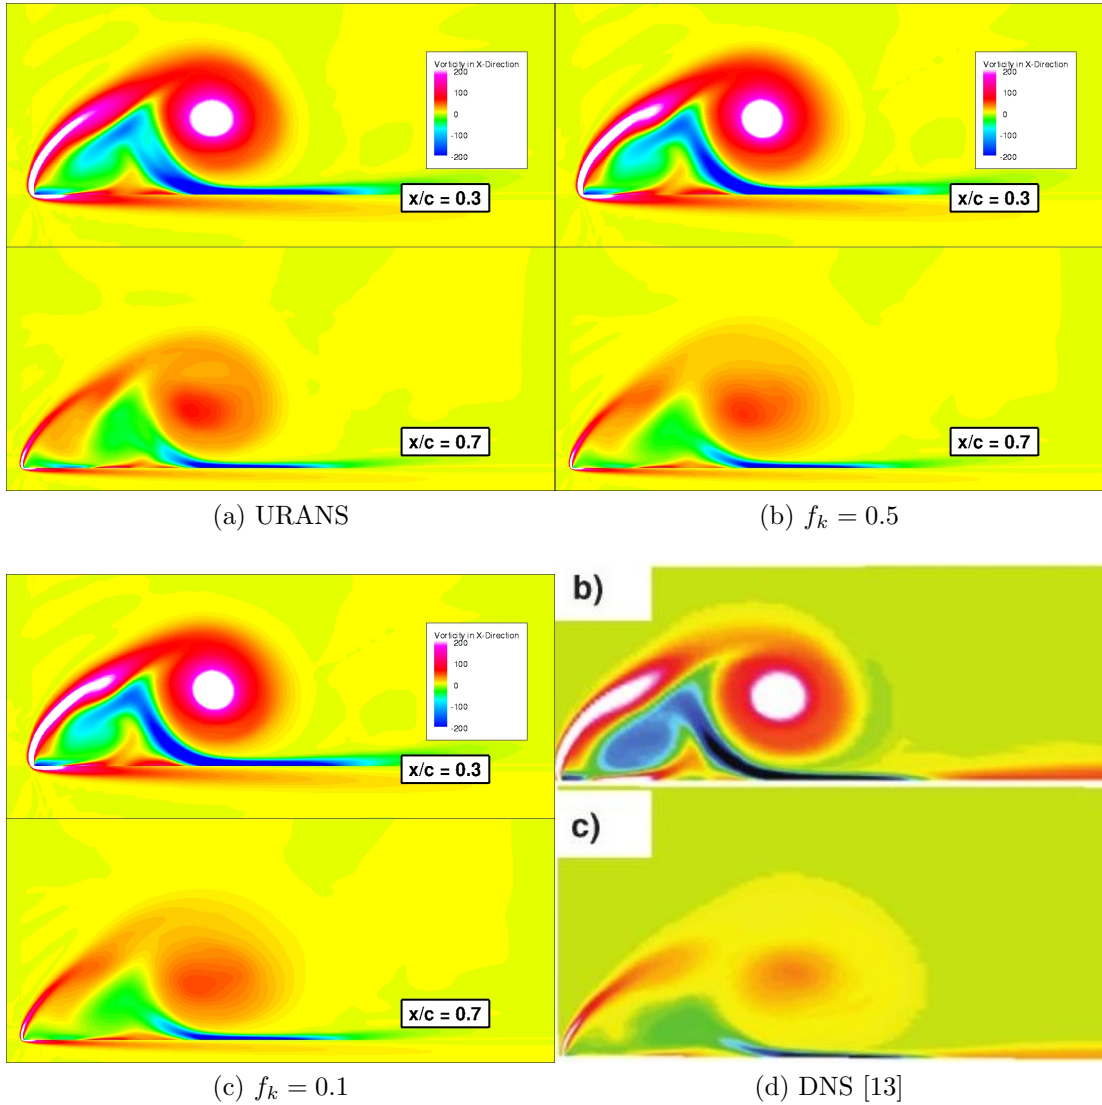 Vorticity in X-Direction
200
100
0
-100
-200
x/c = 0.3
x/c = 0.7
(a) URANS
Vorticity in X-Direction
200
100
0
-100
-200
x/c = 0.3
x/c = 0.7
(b) f_k = 0.5
Vorticity in X-Direction
200
100
0
-100
-200
x/c = 0.3
x/c = 0.7
(c) f_k = 0.1
b)
c)
(d) DNS [13]